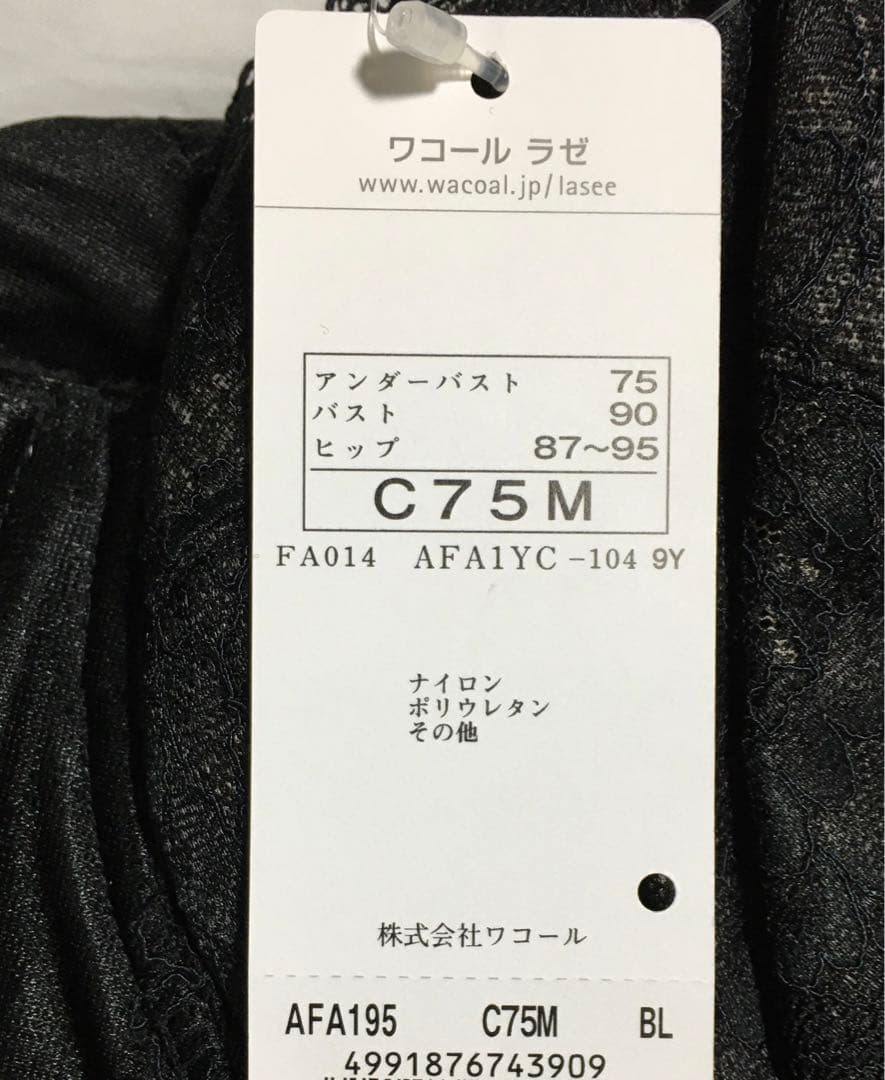 ワコール ラゼ
www.wacoal.jp/lasee
アンダーバスト 75
バスト 90
ヒップ 87~95
C75M
FA014 AFA1YC -104 9Y
ナイロン
ポリウレタン
その他
株式会社ワコール
AFA195 C75M BL
4991876743909